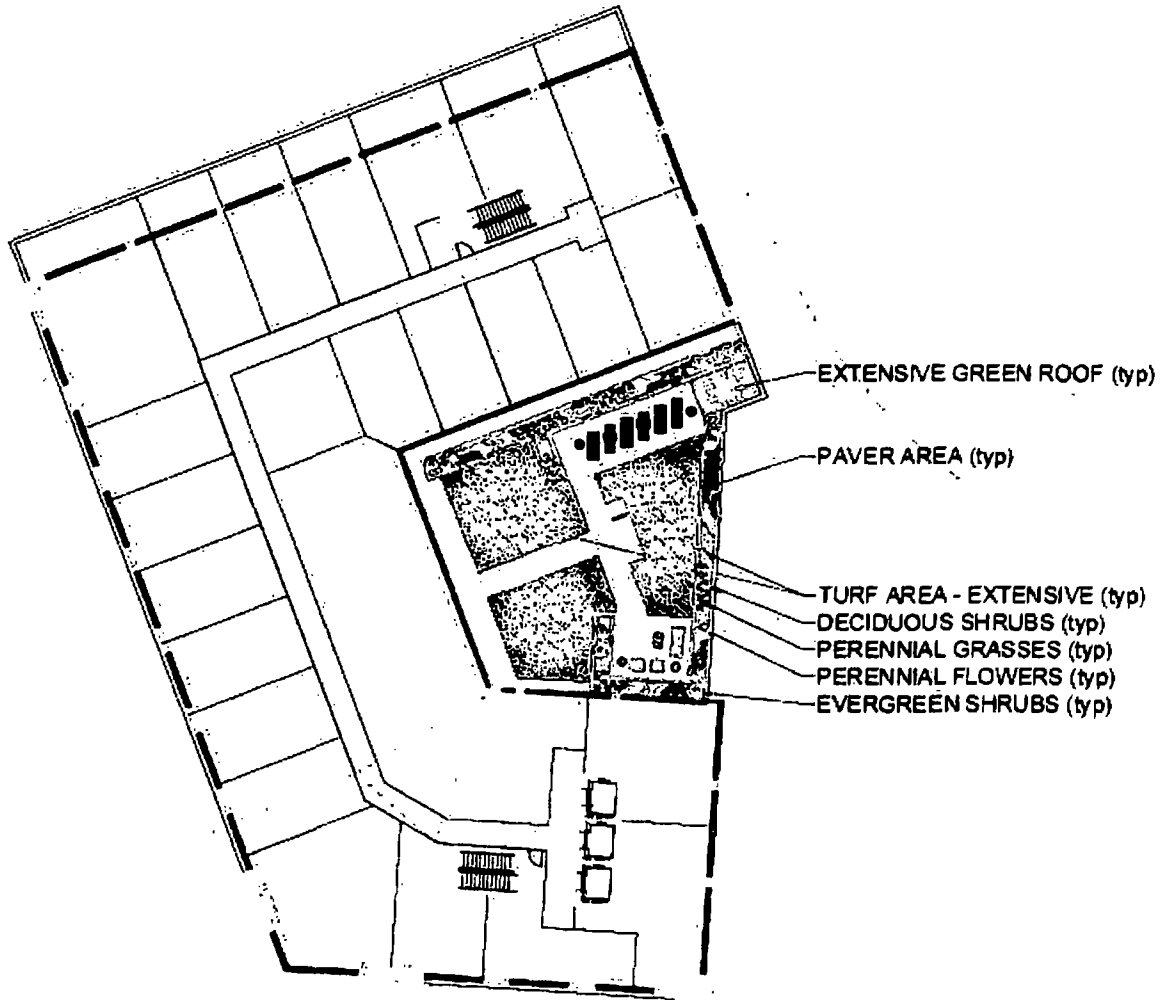 EXTENSIVE GREEN ROOF (typ)
PAVER AREA (typ)
TURF AREA - EXTENSIVE (typ)
DECIDUOUS SHRUBS (typ)
PERENNIAL GRASSES (typ)
PERENNIAL FLOWERS (typ)
EVERGREEN SHRUBS (typ)